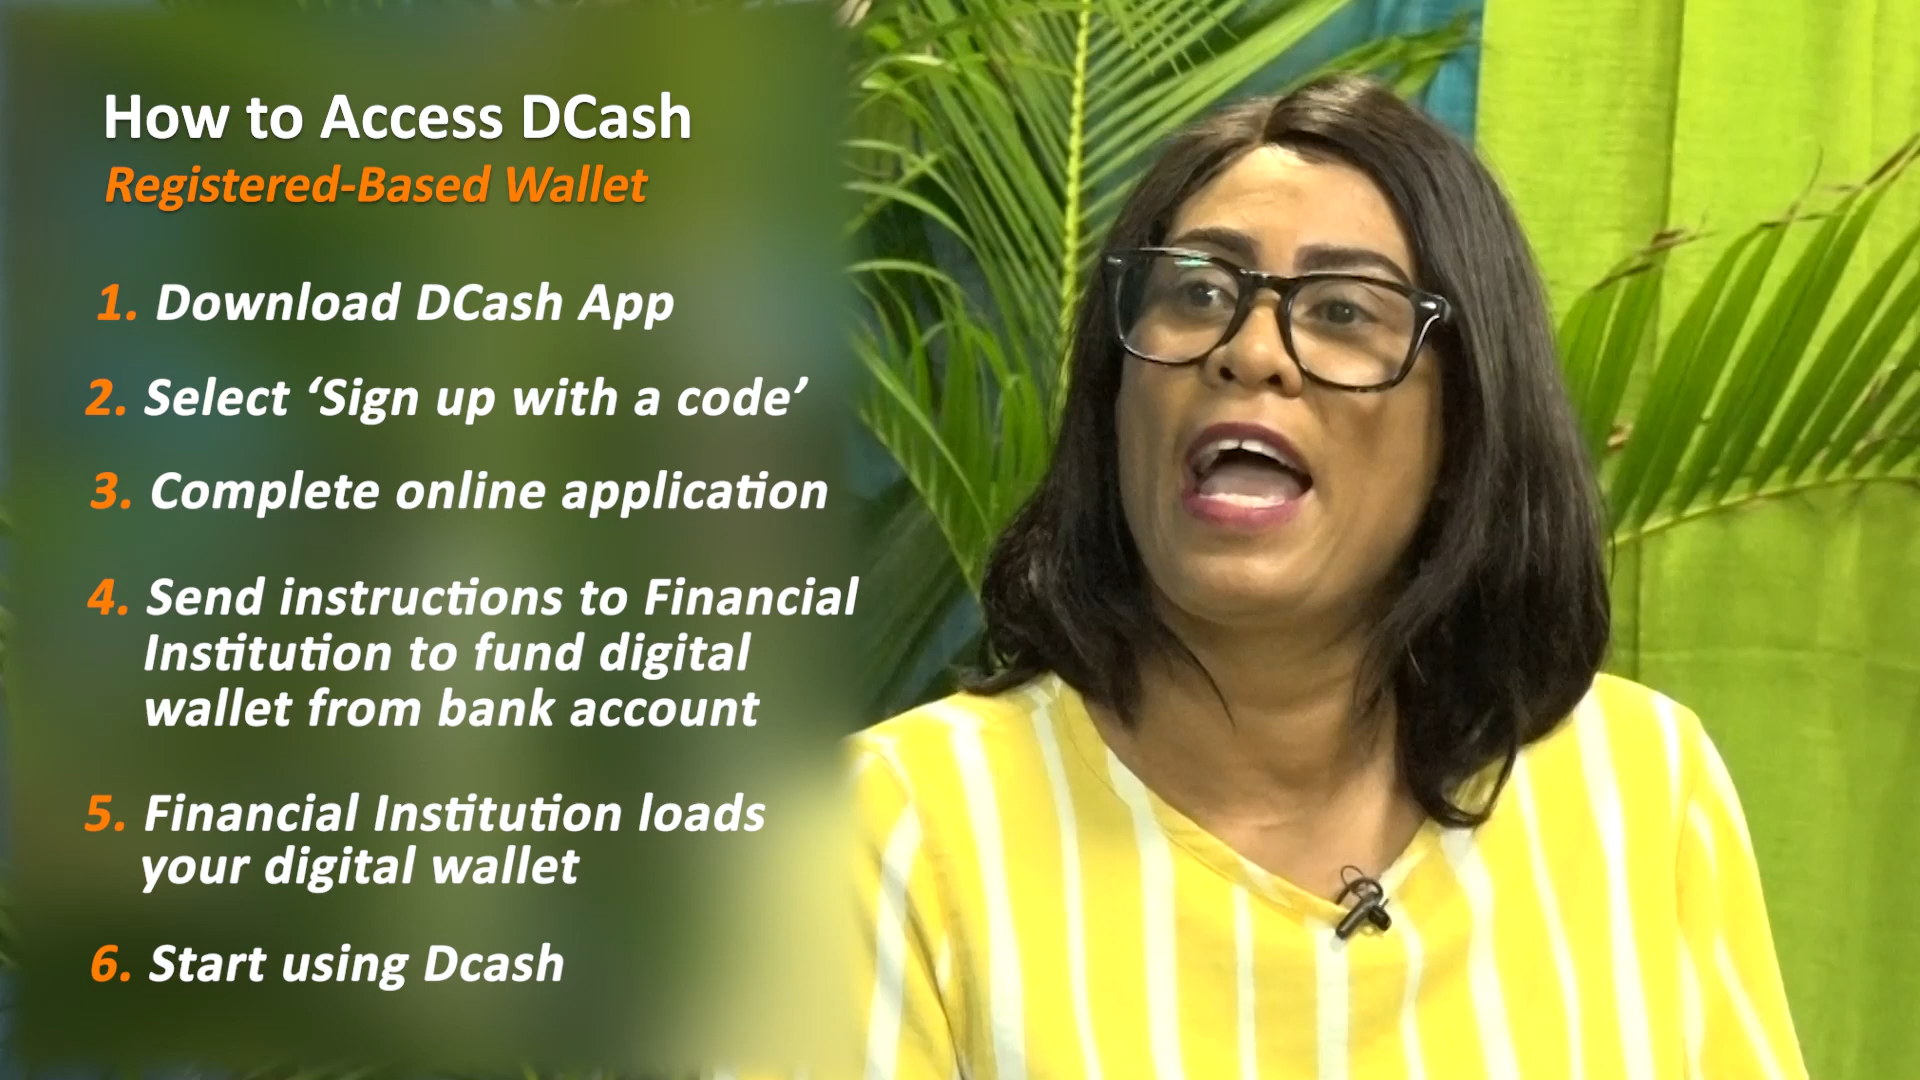 How to Access DCash
Registered-Based Wallet
1. Download DCash App
2. Select ‘Sign up with a code’
3. Complete online application
4. Send instructions to Financial
Institution to fund digital
wallet from bank account
5. Financial Institution loads
your digital wallet
6. Start using Dcash